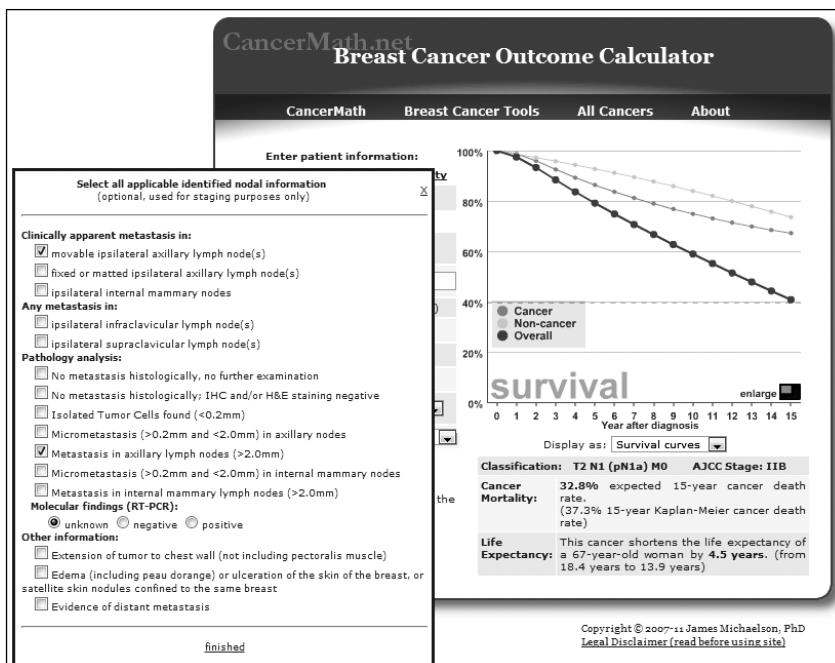 CancerMath.net
Breast Cancer Outcome Calculator
CancerMath Breast Cancer Tools All Cancers About
Enter patient information:
Select all applicable identified nodal information
(optional, used for staging purposes only)
X
Clinically apparent metastasis in:
movable ipsilateral axillary lymph node(s)
fixed or matted ipsilateral axillary lymph node(s)
ipsilateral internal mammary nodes
Any metastasis in:
ipsilateral infraclavicular lymph node(s)
ipsilateral supraclavicular lymph node(s)
Pathology analysis:
No metastasis histologically, no further examination
No metastasis histologically; IHC and/or H&E staining negative
Isolated Tumor Cells found (<0.2mm)
Micrometastasis (>0.2mm and <2.0mm) in axillary nodes
Metastasis in axillary lymph nodes (>2.0mm)
Micrometastasis (>0.2mm and <2.0mm) in internal mammary nodes
Metastasis in internal mammary lymph nodes (>2.0mm)
Molecular findings (RT-PCR):
unknown negative positive
Other information:
Extension of tumor to chest wall (not including pectoralis muscle)
Edema (including peau dorange) or ulceration of the skin of the breast, or
satellite skin nodules confined to the same breast
Evidence of distant metastasis
finished
ty
)
the
100%
80%
60%
40%
20%
0%
Cancer
Non-cancer
Overall
survival
enlarge
0 1 2 3 4 5 6 7 8 9 10 11 12 13 14 15
Year after diagnosis
Display as: Survival curves
Classification: T2 N1 (pN1a) M0 AJCC Stage: IIB
Cancer Mortality: 32.8% expected 15-year cancer death
rate.
(37.3% 15-year Kaplan-Meier cancer death
rate)
Life Expectancy: This cancer shortens the life expectancy of
a 67-year-old woman by 4.5 years. (from
18.4 years to 13.9 years)
Copyright © 2007-11 James Michaelson, PhD
Legal Disclaimer (read before using site)